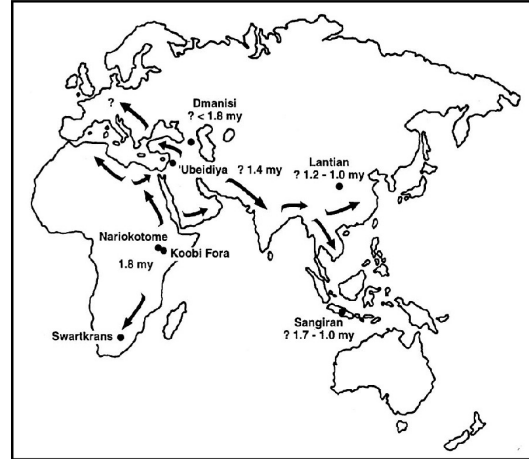 Dmanisi
? < 1.8 my
?
'Ubeidiya
? 1.4 my
Lantian
? 1.2 - 1.0 my
Nariokotome
Koobi Fora
1.8 my
Sangiran
? 1.7 - 1.0 my
Swartkrans